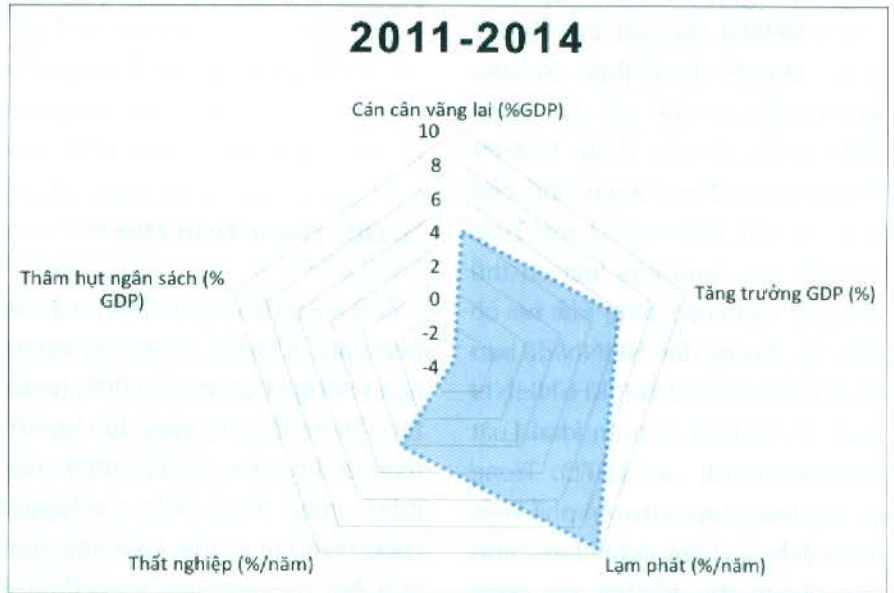 2011-2014
Cán cân vãng lai (%GDP)
10
8
6
4
2
0
-2
-4
Tăng trưởng GDP (%)
Lạm phát (%/năm)
Thất nghiệp (%/năm)
Thâm hụt ngân sách (%
GDP)